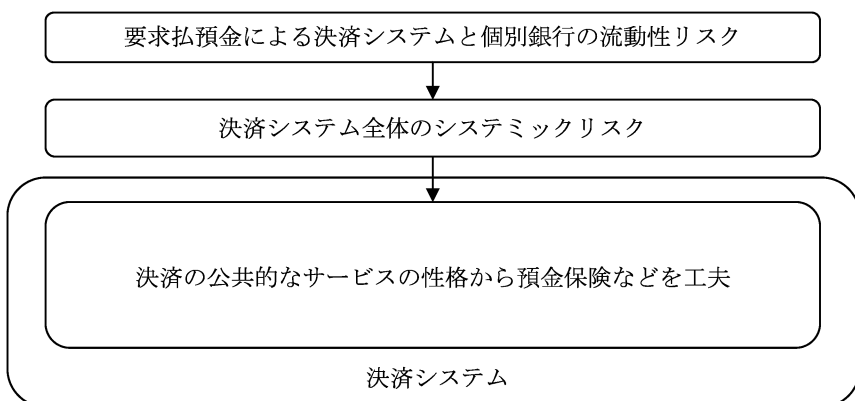 要求払預金による決済システムと個別銀行の流動性リスク
決済システム全体のシステミックリスク
決済の公共的なサービスの性格から預金保険などを工夫
決済システム